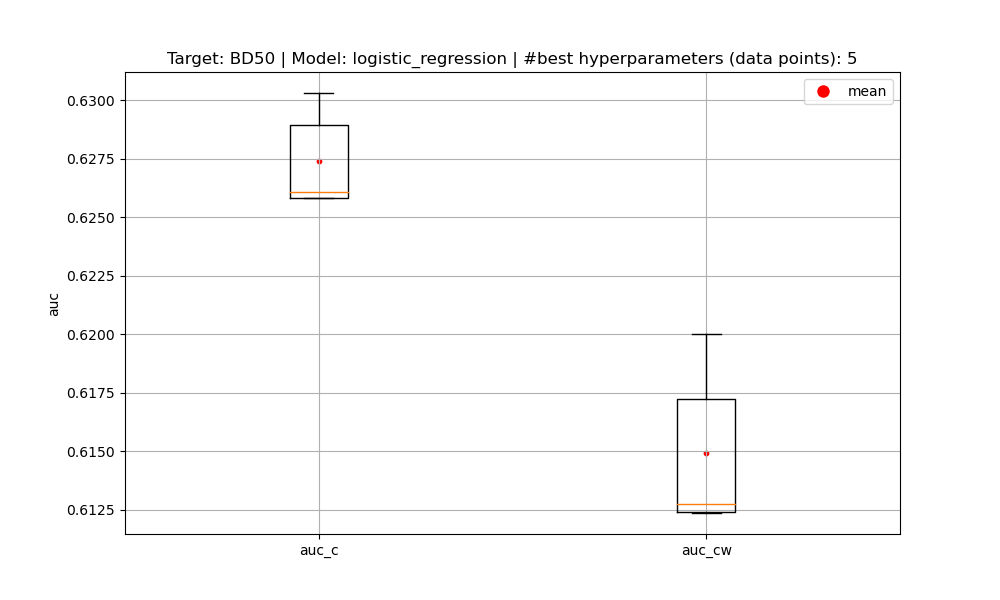 Target: BD50 | Model: logistic_regression | #best hyperparameters (data points): 5
mean
0.6300
0.6275
0.6250
0.6225
0.6200
0.6175
0.6150
0.6125
auc
auc_c
auc_cw